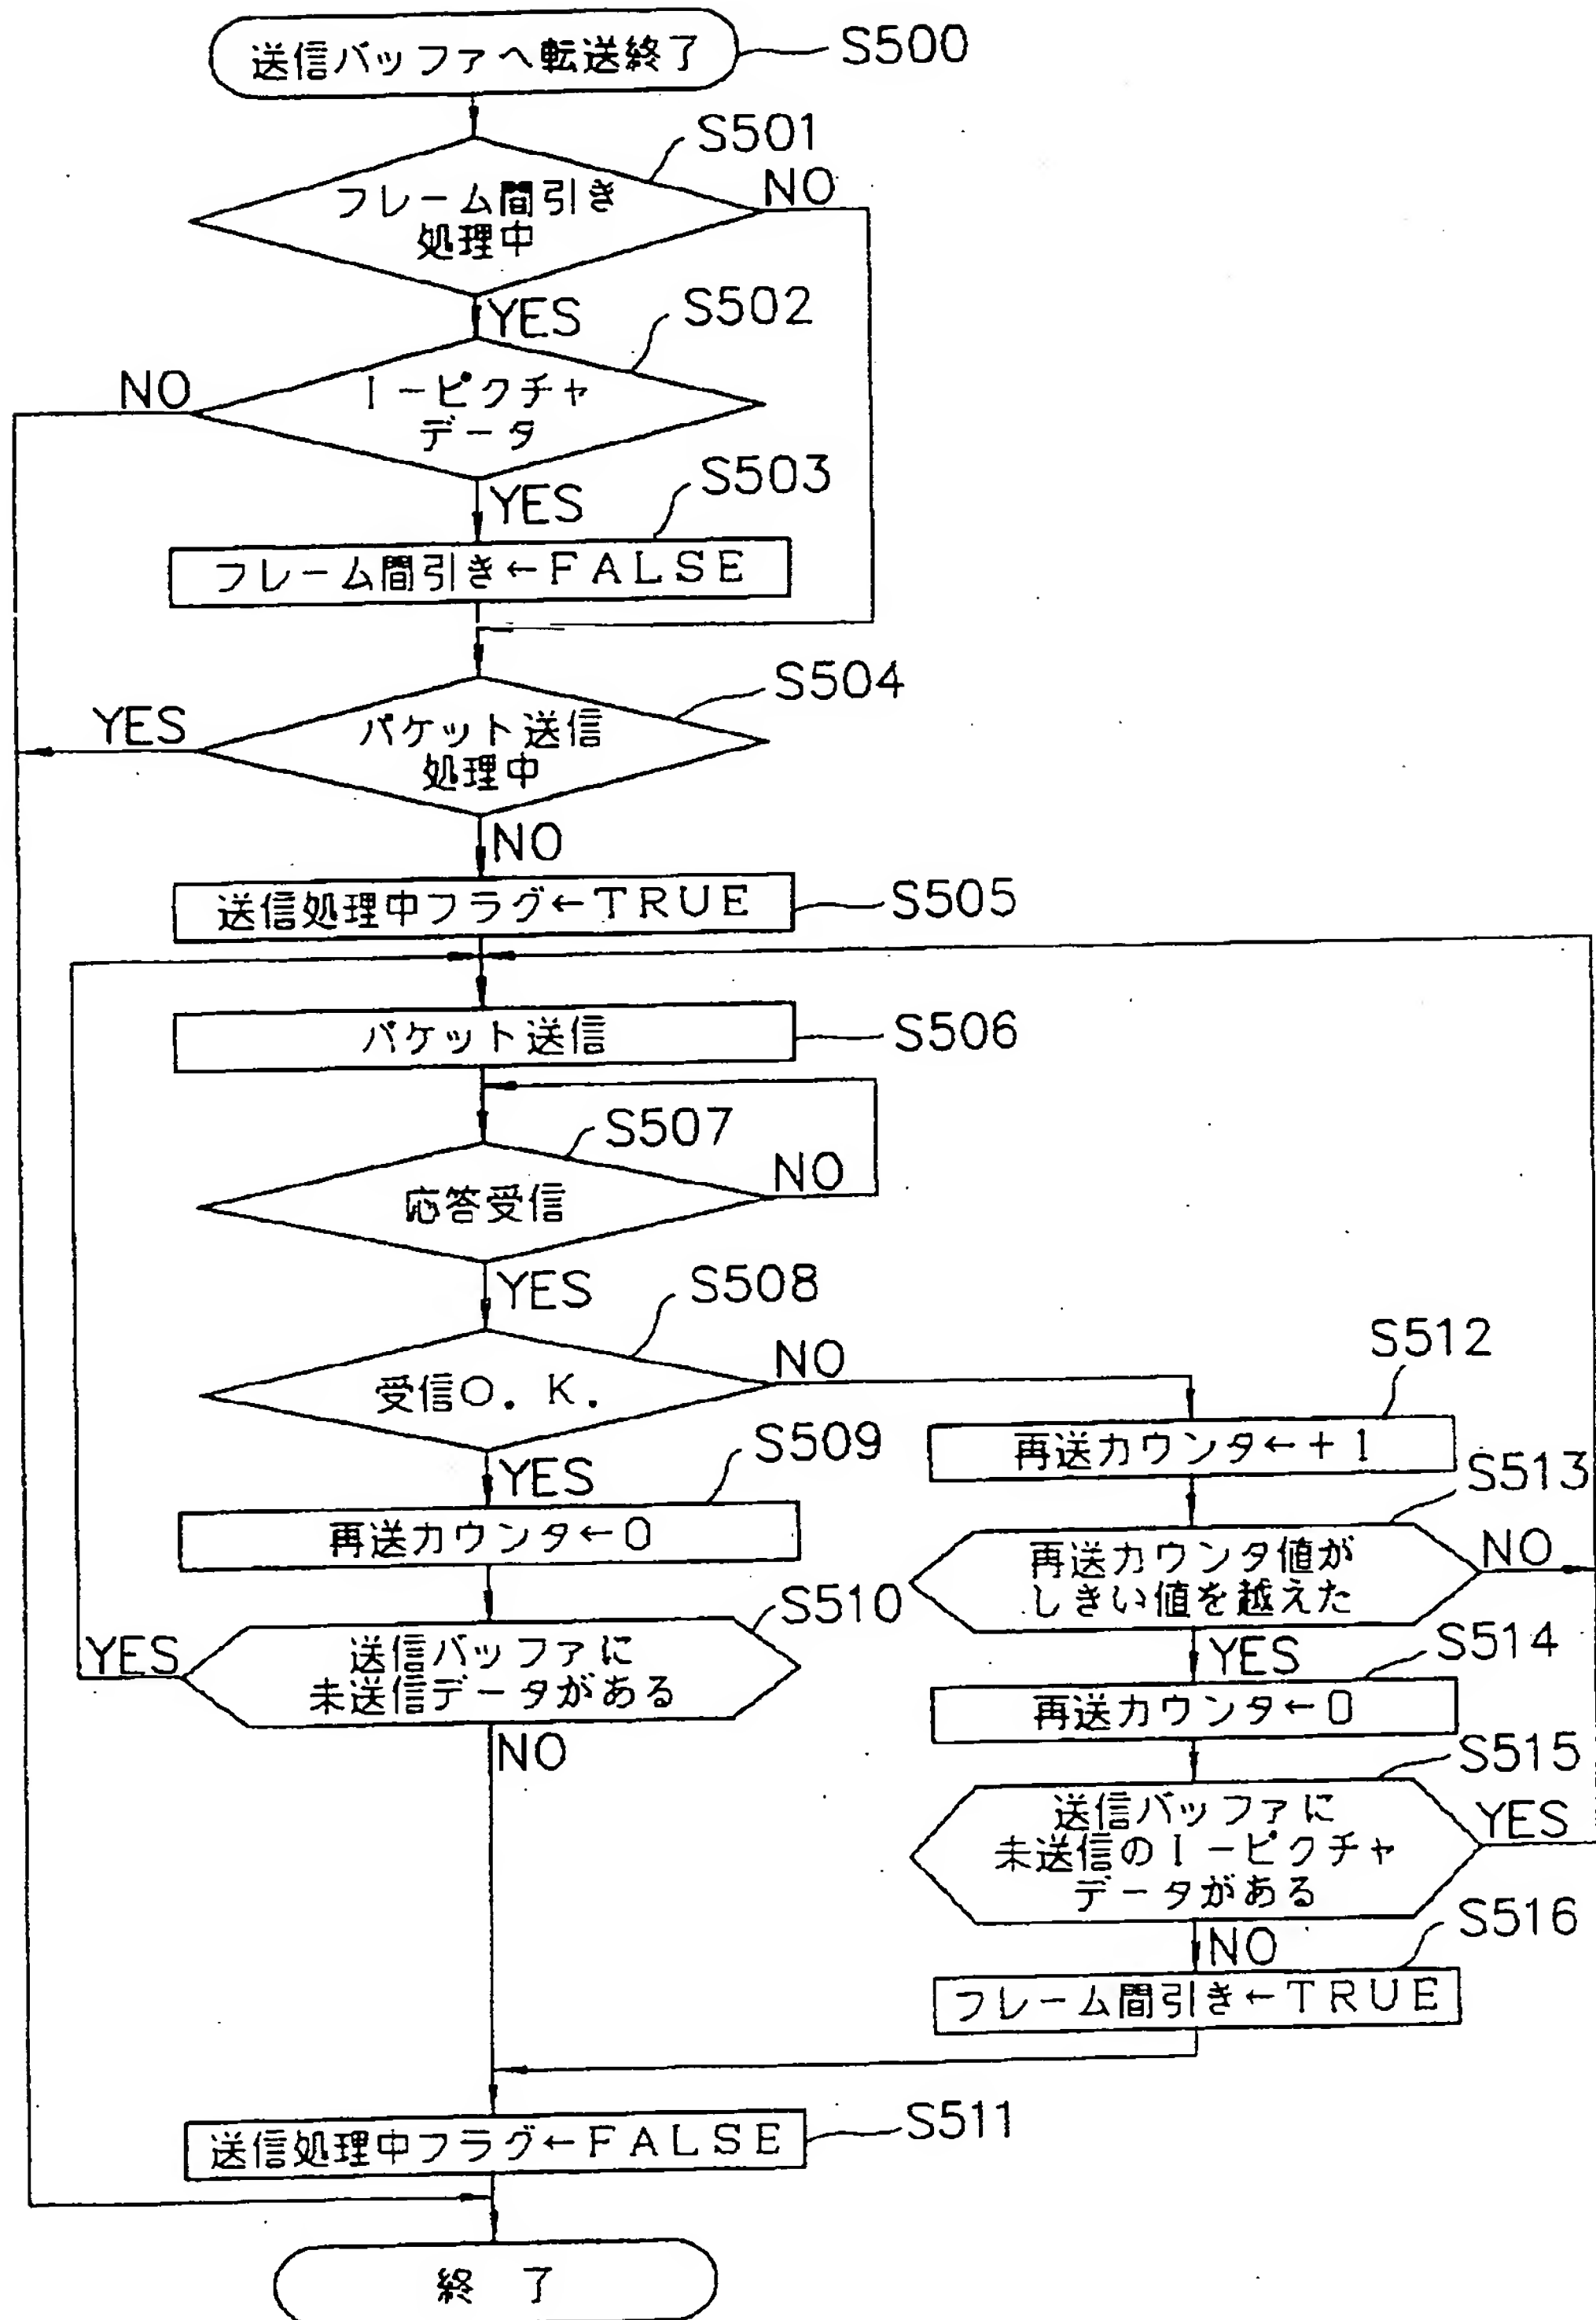 送信バッファへ転送終了
S500
S501
フレーム間引き
処理中
NO
YES
S502
NO
I－ピクチャ
データ
YES
S503
フレーム間引き←FALSE
S504
YES
パケット送信
処理中
NO
送信処理中フラグ←TRUE
S505
パケット送信
S506
S507
応答受信
NO
YES
S508
受信O．K．
NO
YES
S509
再送カウンタ←0
S510
YES
送信バッファに
未送信データがある
NO
S512
再送カウンタ←＋1
S513
再送カウンタ値が
しきい値を越えた
NO
YES
S514
再送カウンタ←0
S515
送信バッファに
未送信のI－ピクチャ
データがある
YES
NO
S516
フレーム間引き←TRUE
送信処理中フラグ←FALSE
S511
終 了